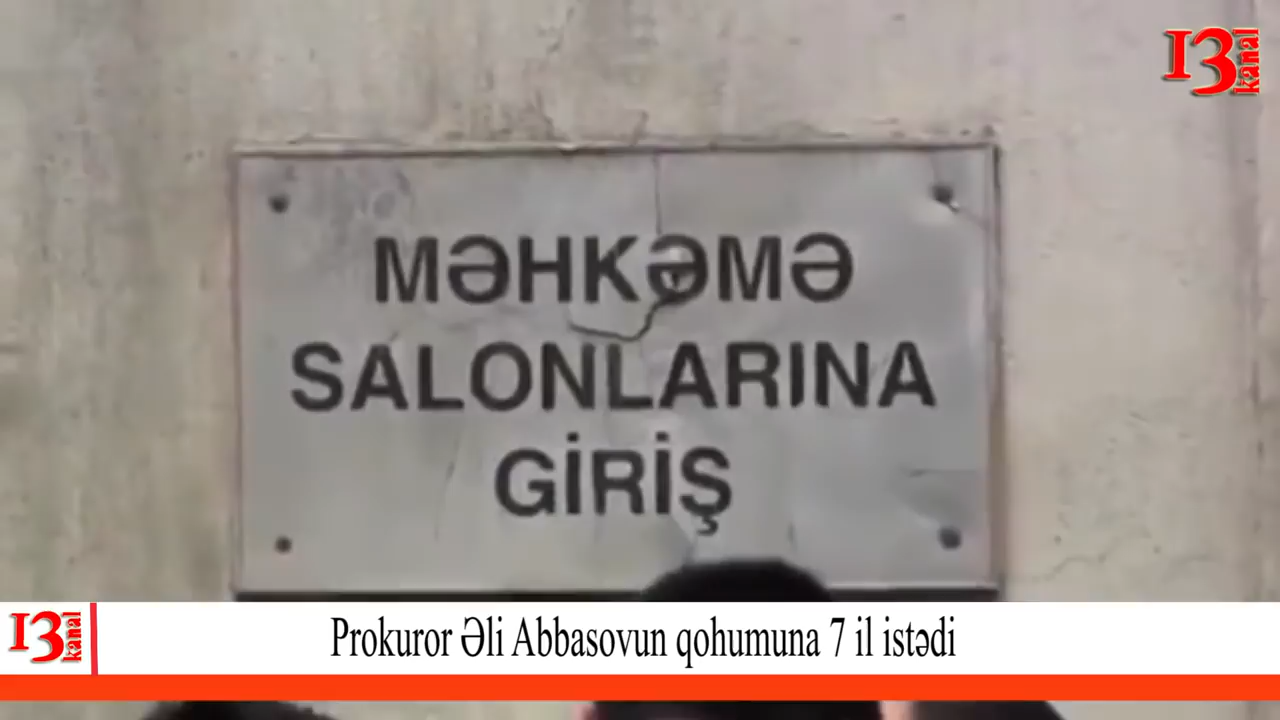 13 kanal
MƏHKƏMƏ
SALONLARINA
GİRİŞ
13 kanal
Prokuror Əli Abbasovun qohumuna 7 il istədi